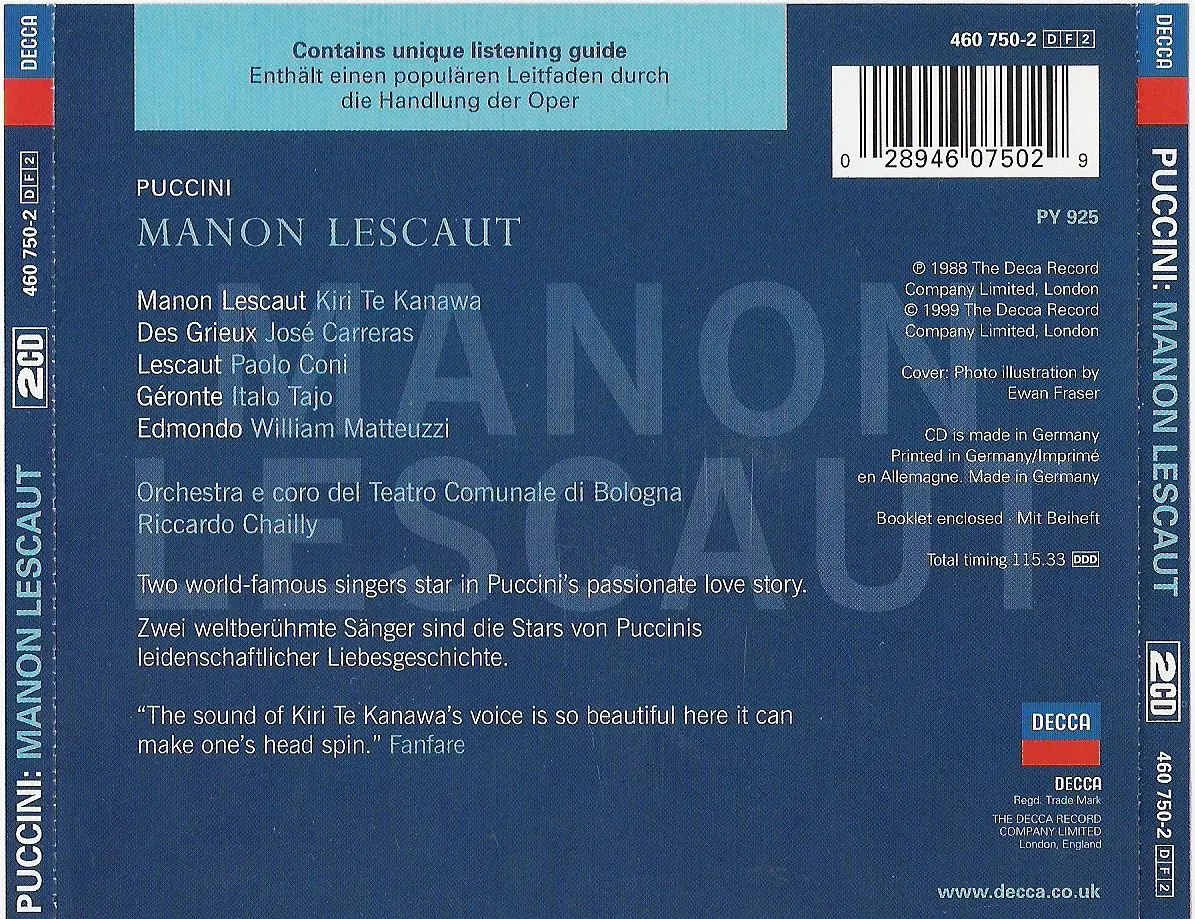 DECCA
460 750-2 DF2
2CD
PUCCINI: MANON LESCAUT
Contains unique listening guide
Enthält einen populären Leitfaden durch
die Handlung der Oper
460 750-2 DF2
0 28946 07502 9
PUCCINI
MANON LESCAUT
MANON
LESCAUT
Manon Lescaut Kiri Te Kanawa
Des Grieux José Carreras
Lescaut Paolo Coni
Géronte Italo Tajo
Edmondo William Matteuzzi
Orchestra e coro del Teatro Comunale di Bologna
Riccardo Chailly
Two world-famous singers star in Puccini's passionate love story.
Zwei weltberühmte Sänger sind die Stars von Puccinis
leidenschaftlicher Liebesgeschichte.
“The sound of Kiri Te Kanawa's voice is so beautiful here it can
make one's head spin.” Fanfare
PY 925
℗ 1988 The Deca Record
Company Limited, London
© 1999 The Decca Record
Company Limited, London
Cover: Photo illustration by
Ewan Fraser
CD is made in Germany
Printed in Germany/Imprimé
en Allemagne. Made in Germany
Booklet enclosed · Mit Beiheft
Total timing 115.33 DDD
DECCA
DECCA
Regd. Trade Mark
THE DECCA RECORD
COMPANY LIMITED
London, England
www.decca.co.uk
DECCA
PUCCINI: MANON LESCAUT
2CD
460 750-2 DF2